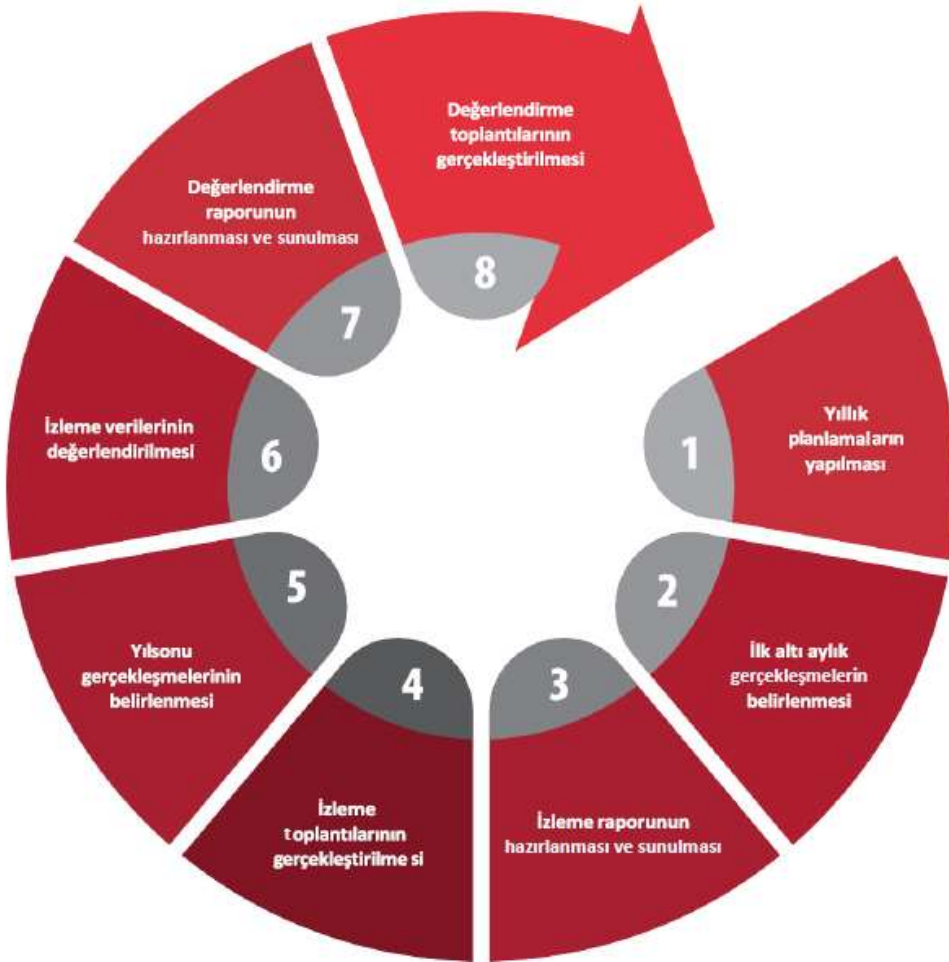 1
Yıllık
planlamaların
yapılması
2
İlk altı aylık
gerçekleşmelerin
belirlenmesi
3
İzleme raporunun
hazırlanması ve sunulması
4
İzleme
toplantılarının
gerçekleştirilme si
5
Yılsonu
gerçekleşmelerinin
belirlenmesi
6
İzleme verilerinin
değerlendirilmesi
7
Değerlendirme
raporunun
hazırlanması ve sunulması
8
Değerlendirme
toplantılarının
gerçekleştirilmesi